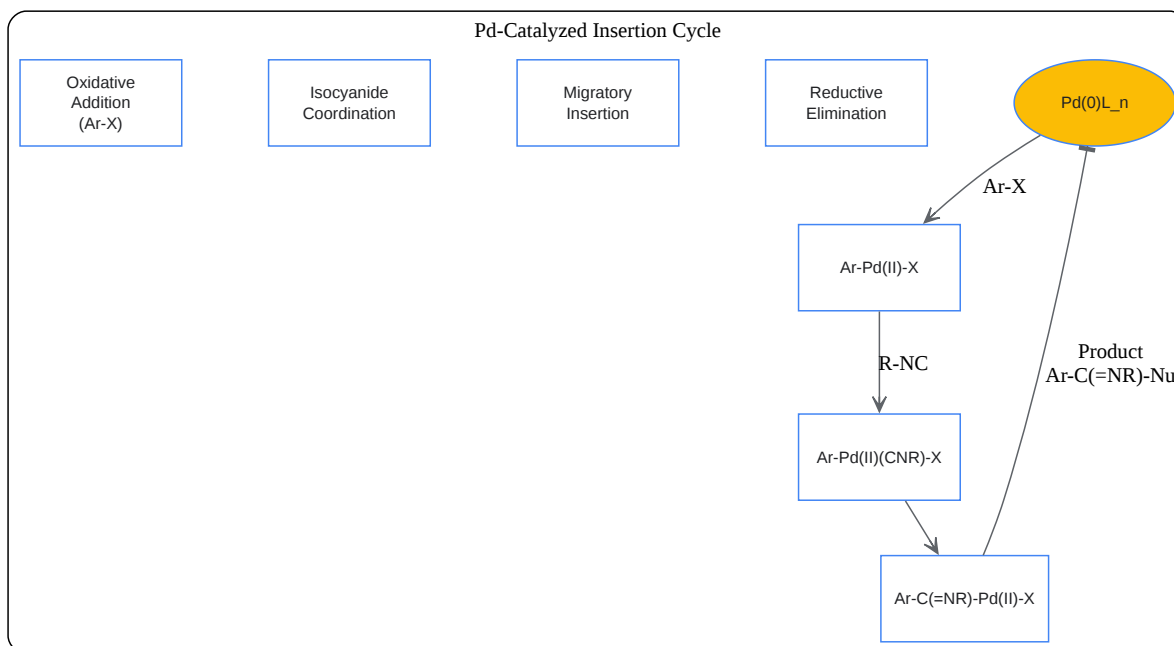 Pd-Catalyzed Insertion Cycle
Oxidative
Addition
(Ar-X)
Isocyanide
Coordination
Migratory
Insertion
Reductive
Elimination
Pd(0)L_n
Ar-X
Ar-Pd(II)-X
R-NC
Product
Ar-C(=NR)-Nu
Ar-Pd(II)(CNR)-X
Ar-C(=NR)-Pd(II)-X